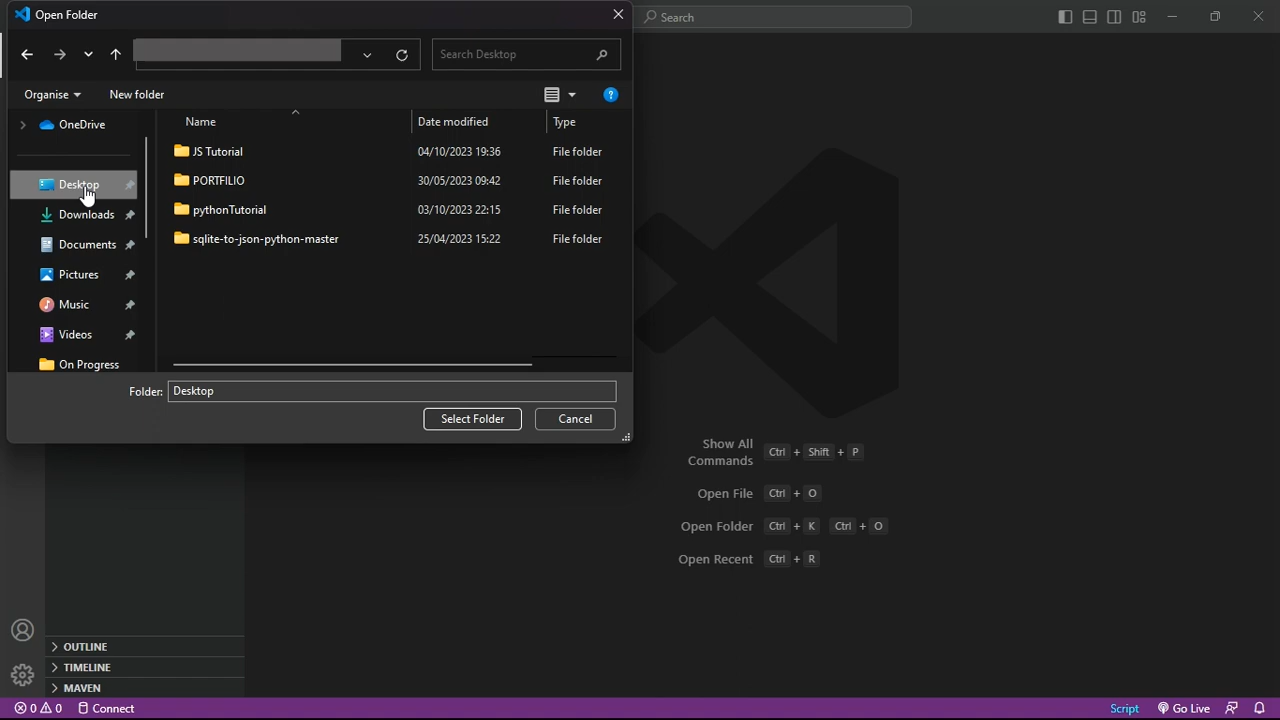 Open Folder
Search
Search Desktop
Organise
New folder
OneDrive
Desktop
Downloads
Documents
Pictures
Music
Videos
On Progress
Name
Date modified
Type
JS Tutorial
04/10/2023 19:36
File folder
PORTFILIO
30/05/2023 09:42
File folder
pythonTutorial
03/10/2023 22:15
File folder
sqlite-to-json-python-master
25/04/2023 15:22
File folder
Folder: Desktop
Select Folder
Cancel
Show All
Commands
Ctrl + Shift + P
Open File Ctrl + O
Open Folder Ctrl + K Ctrl + O
Open Recent Ctrl + R
OUTLINE
TIMELINE
MAVEN
0 0 Connect
Script
Go Live